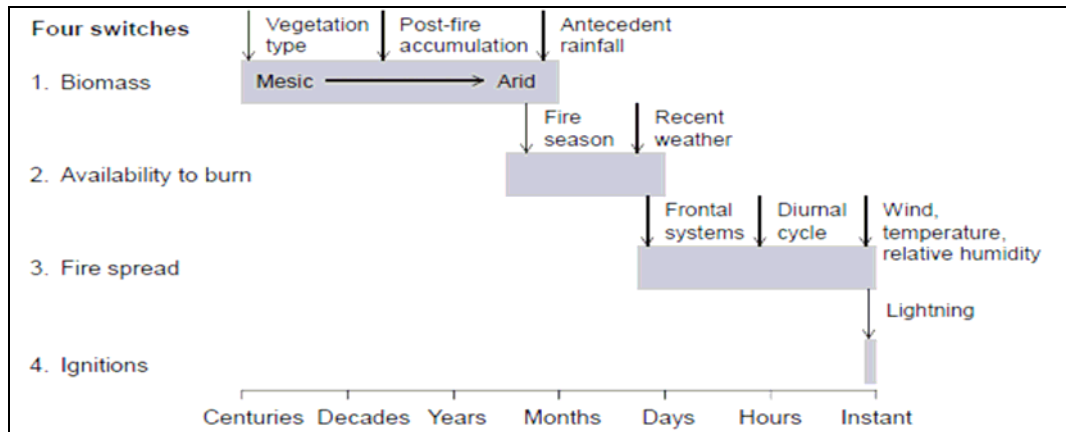 Four switches
Vegetation
type
Post-fire
accumulation
Antecedent
rainfall
1. Biomass
Mesic
Arid
Fire
season
Recent
weather
2. Availability to burn
Frontal
systems
Diurnal
cycle
Wind,
temperature,
relative humidity
3. Fire spread
Lightning
4. Ignitions
Centuries Decades Years Months Days Hours Instant